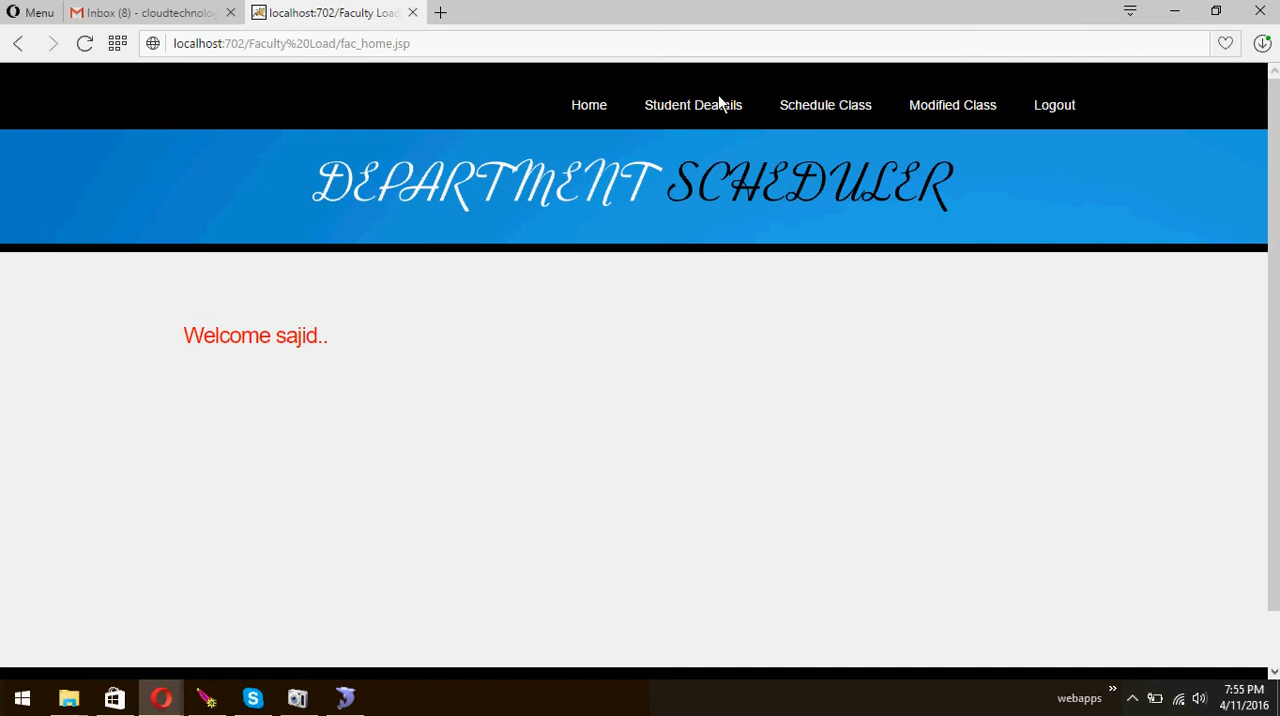 Menu
Inbox (8) - cloudtechnolo
localhost:702/Faculty Loa
localhost:702/Faculty%20Load/fac_home.jsp
Home Student Deatails Schedule Class Modified Class Logout
DEPARTMENT SCHEDULER
Welcome sajid..
webapps
7:55 PM
4/11/2016